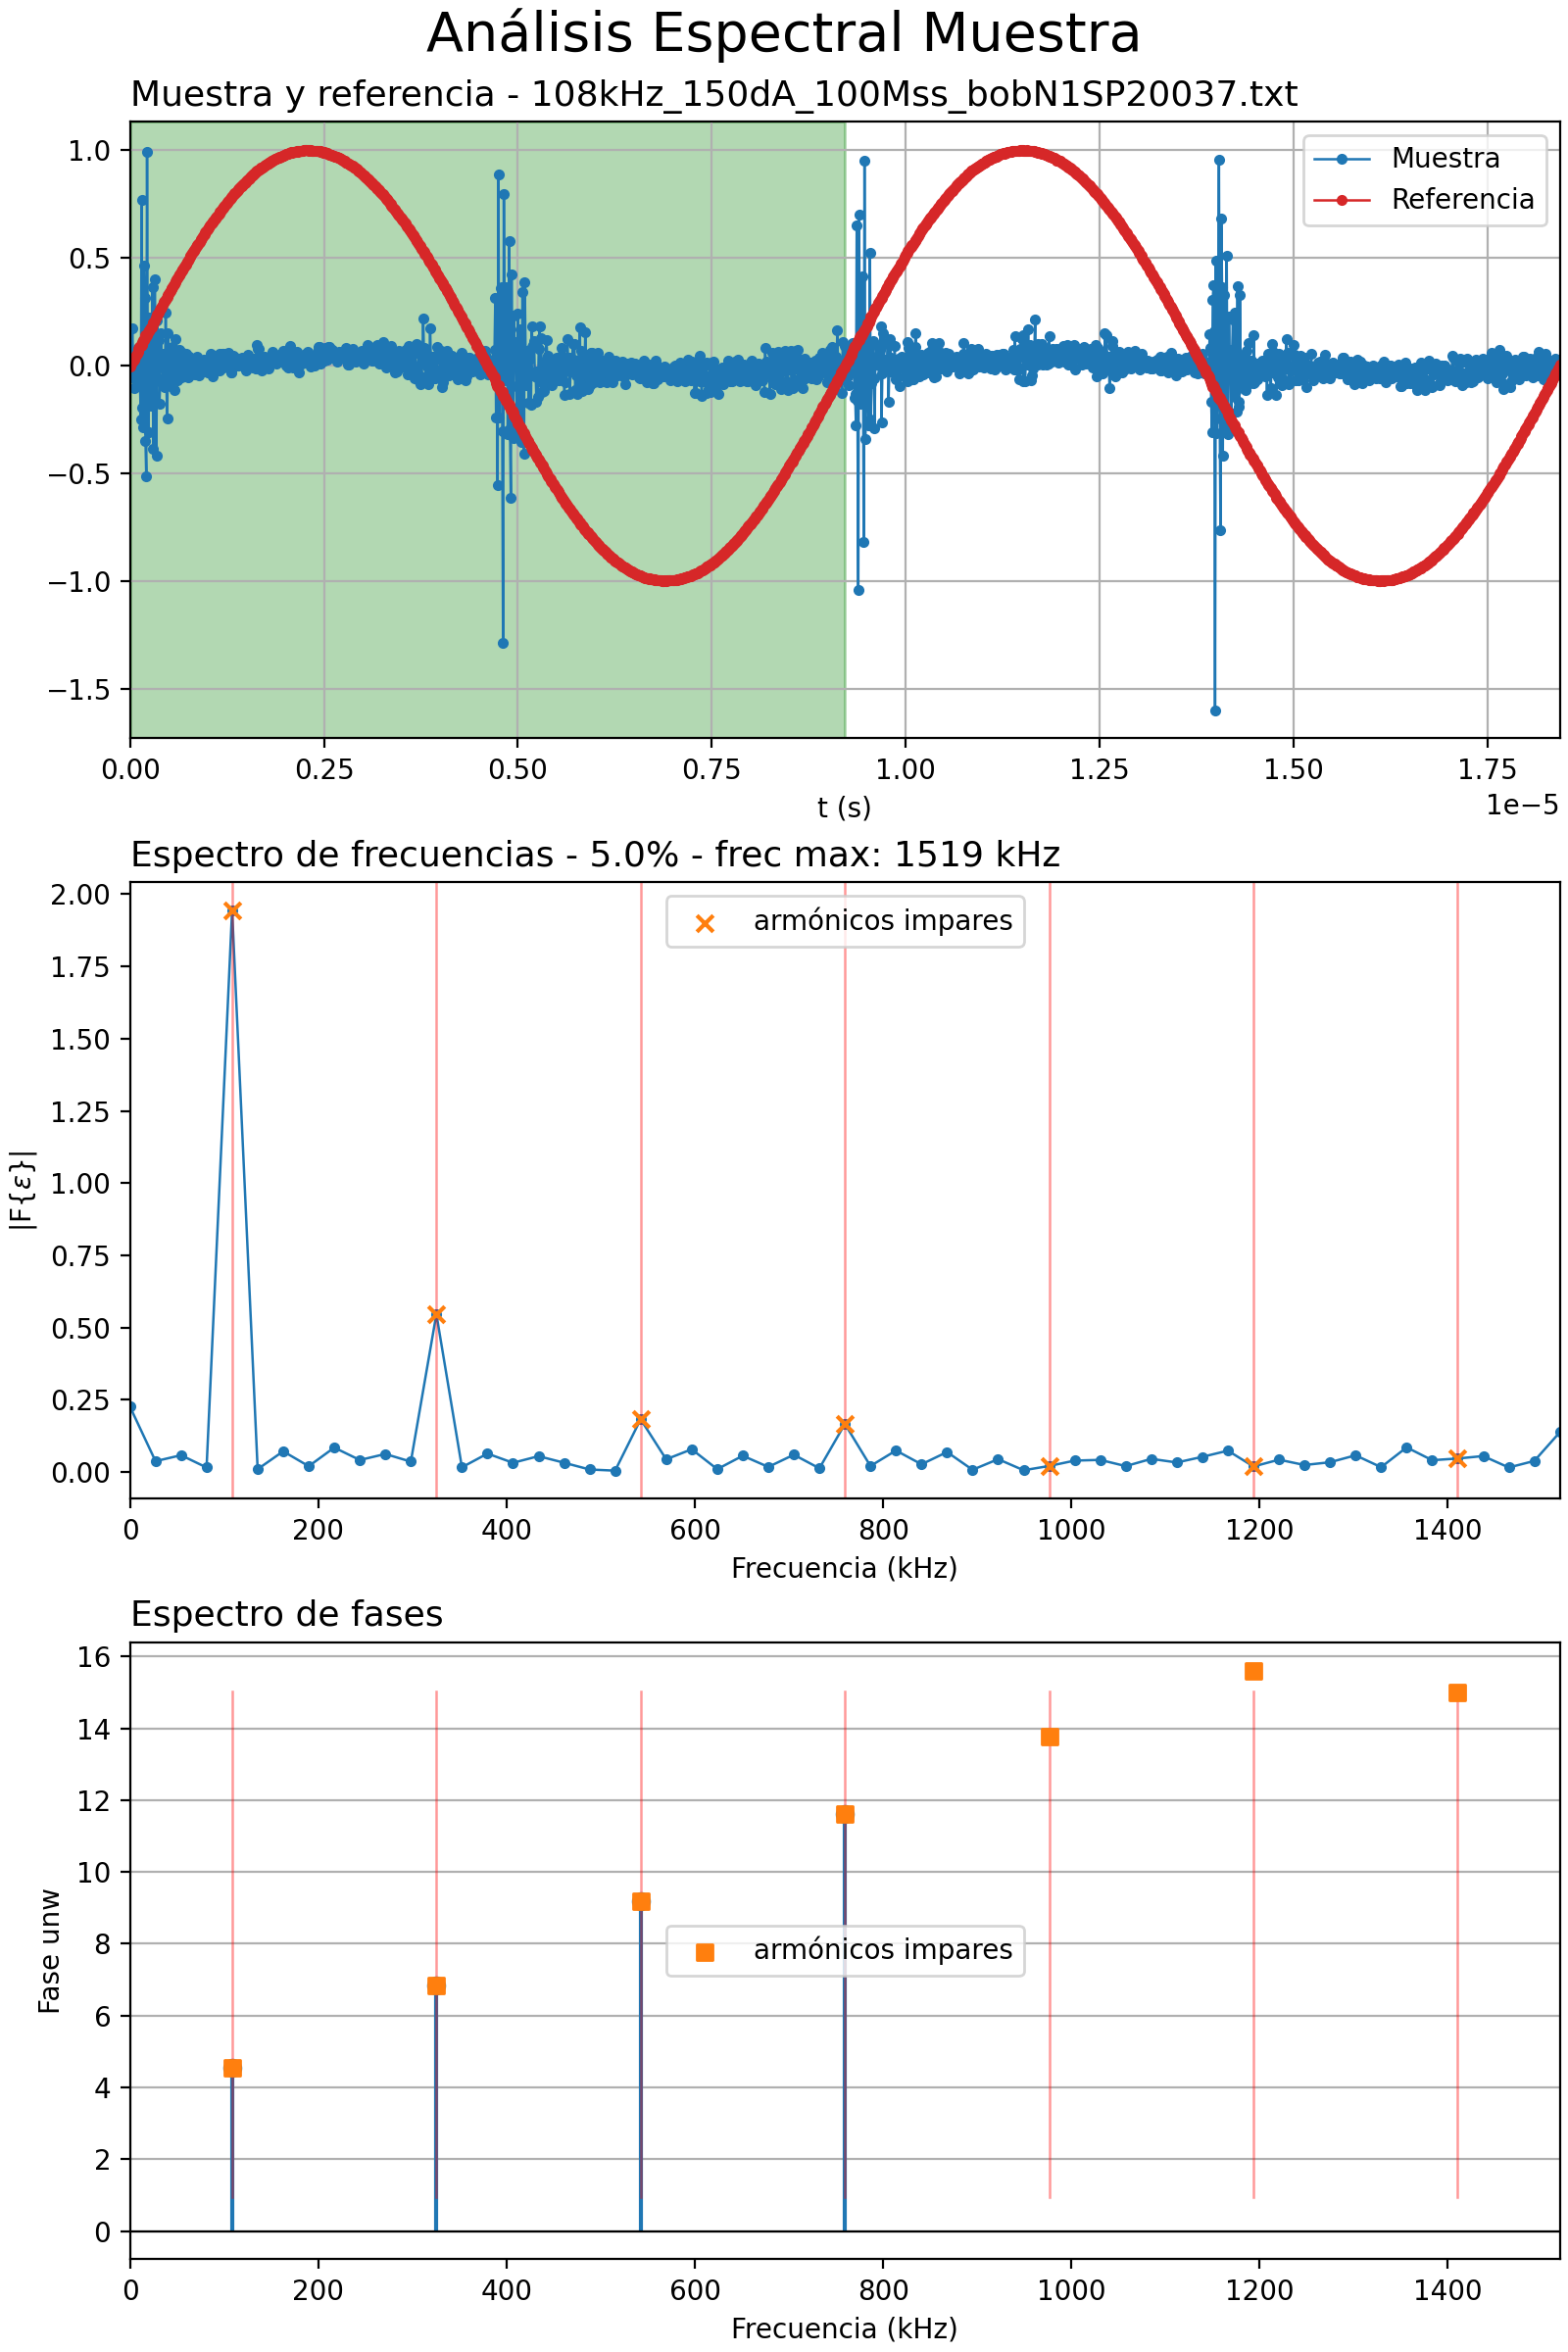 Análisis Espectral Muestra
Muestra y referencia - 108kHz_150dA_100Mss_bobN1SP20037.txt
1.0
0.5
0.0
−0.5
−1.0
−1.5
Muestra
Referencia
0.00 0.25 0.50 0.75 1.00 1.25 1.50 1.75
1e−5
t (s)
Espectro de frecuencias - 5.0% - frec max: 1519 kHz
2.00
1.75
1.50
1.25
1.00
0.75
0.50
0.25
0.00
|F{ε}|
armónicos impares
0 200 400 600 800 1000 1200 1400
Frecuencia (kHz)
Espectro de fases
16
14
12
10
8
6
4
2
0
Fase unw
armónicos impares
0 200 400 600 800 1000 1200 1400
Frecuencia (kHz)